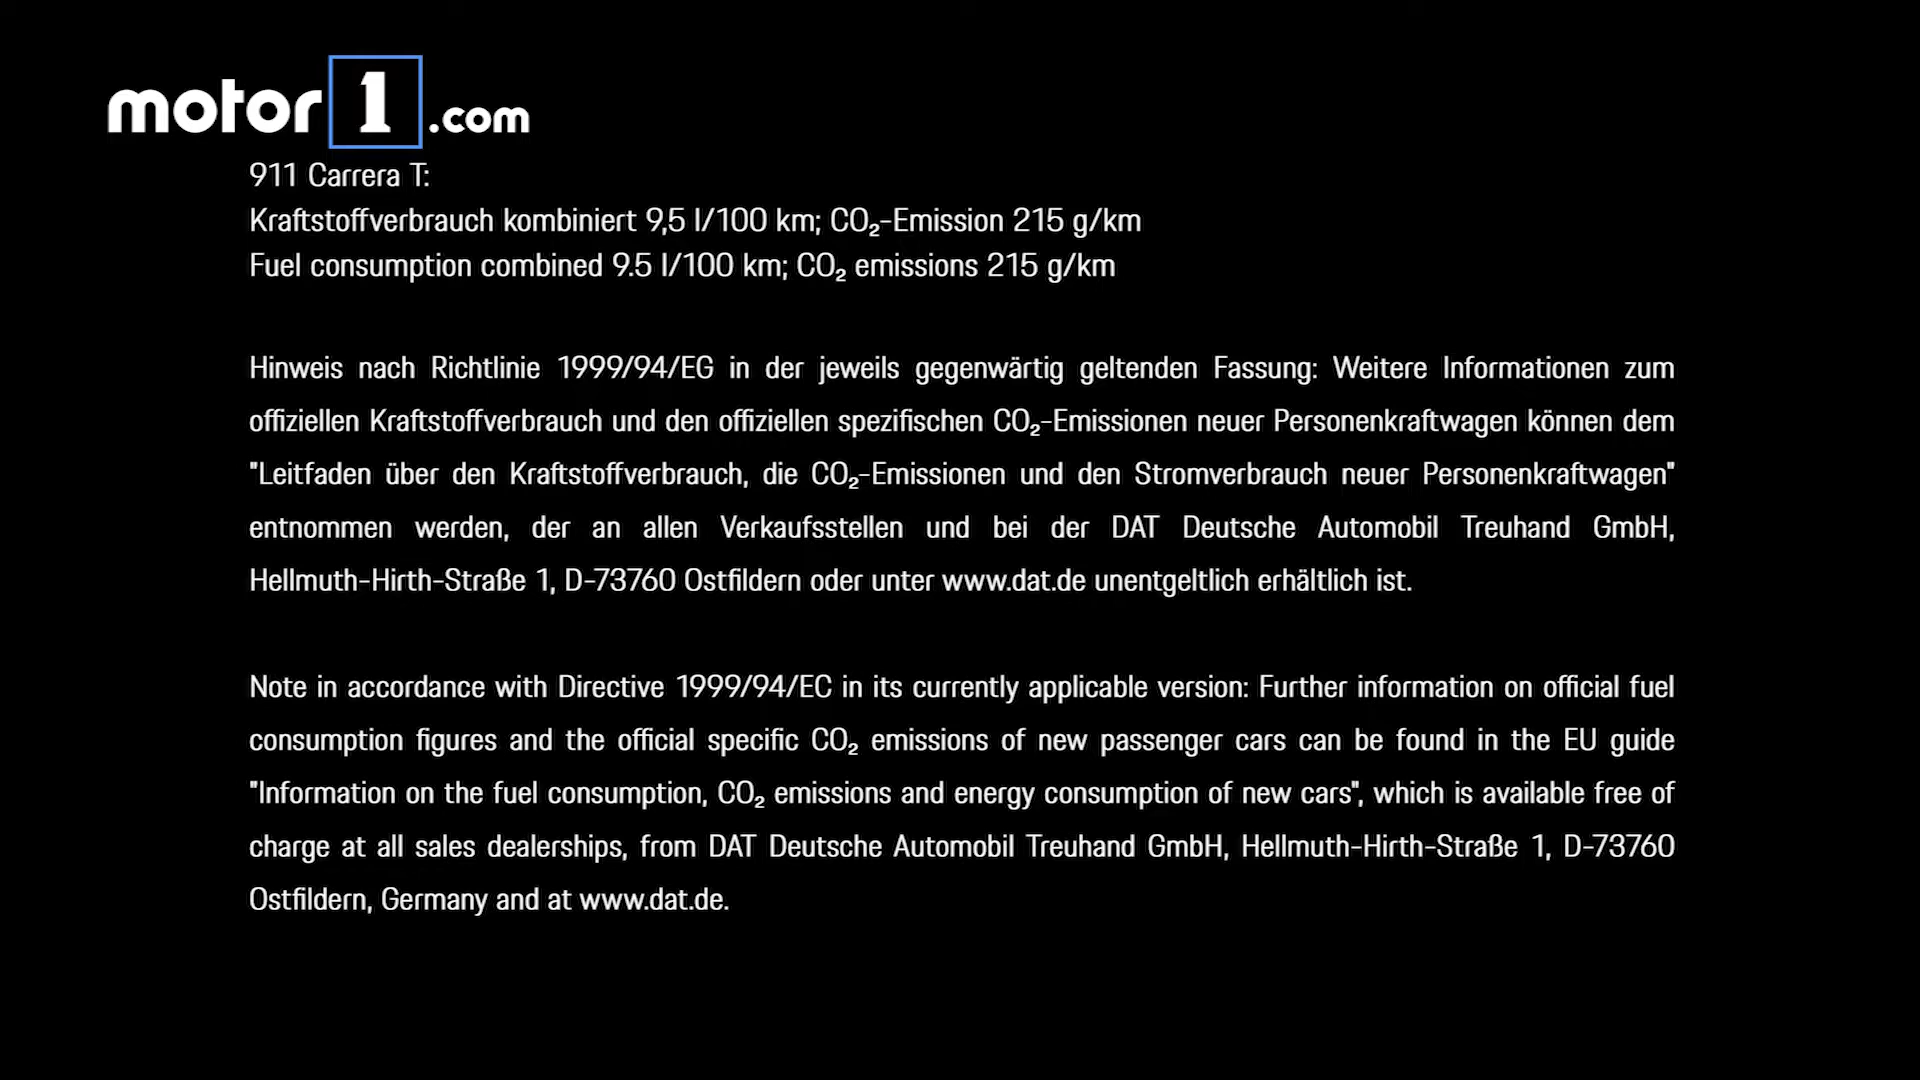 motor1.com
911 Carrera T:
Kraftstoffverbrauch kombiniert 9,5 l/100 km; CO₂-Emission 215 g/km
Fuel consumption combined 9.5 l/100 km; CO₂ emissions 215 g/km
Hinweis nach Richtlinie 1999/94/EG in der jeweils gegenwärtig geltenden Fassung: Weitere Informationen zum
offiziellen Kraftstoffverbrauch und den offiziellen spezifischen CO₂-Emissionen neuer Personenkraftwagen können dem
"Leitfaden über den Kraftstoffverbrauch, die CO₂-Emissionen und den Stromverbrauch neuer Personenkraftwagen"
entnommen werden, der an allen Verkaufsstellen und bei der DAT Deutsche Automobil Treuhand GmbH,
Hellmuth-Hirth-Straße 1, D-73760 Ostfildern oder unter www.dat.de unentgeltlich erhältlich ist.
Note in accordance with Directive 1999/94/EC in its currently applicable version: Further information on official fuel
consumption figures and the official specific CO₂ emissions of new passenger cars can be found in the EU guide
"Information on the fuel consumption, CO₂ emissions and energy consumption of new cars", which is available free of
charge at all sales dealerships, from DAT Deutsche Automobil Treuhand GmbH, Hellmuth-Hirth-Straße 1, D-73760
Ostfildern, Germany and at www.dat.de.